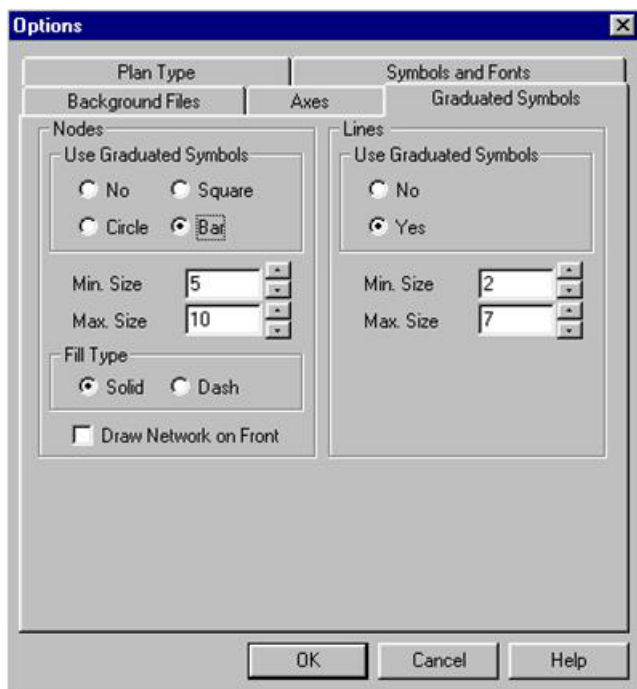 Options
Plan Type
Symbols and Fonts
Background Files
Axes
Graduated Symbols
Nodes
Use Graduated Symbols
No
Square
Circle
Bar
Min. Size 5
Max. Size 10
Fill Type
Solid
Dash
Draw Network on Front
Lines
Use Graduated Symbols
No
Yes
Min. Size 2
Max. Size 7
OK
Cancel
Help